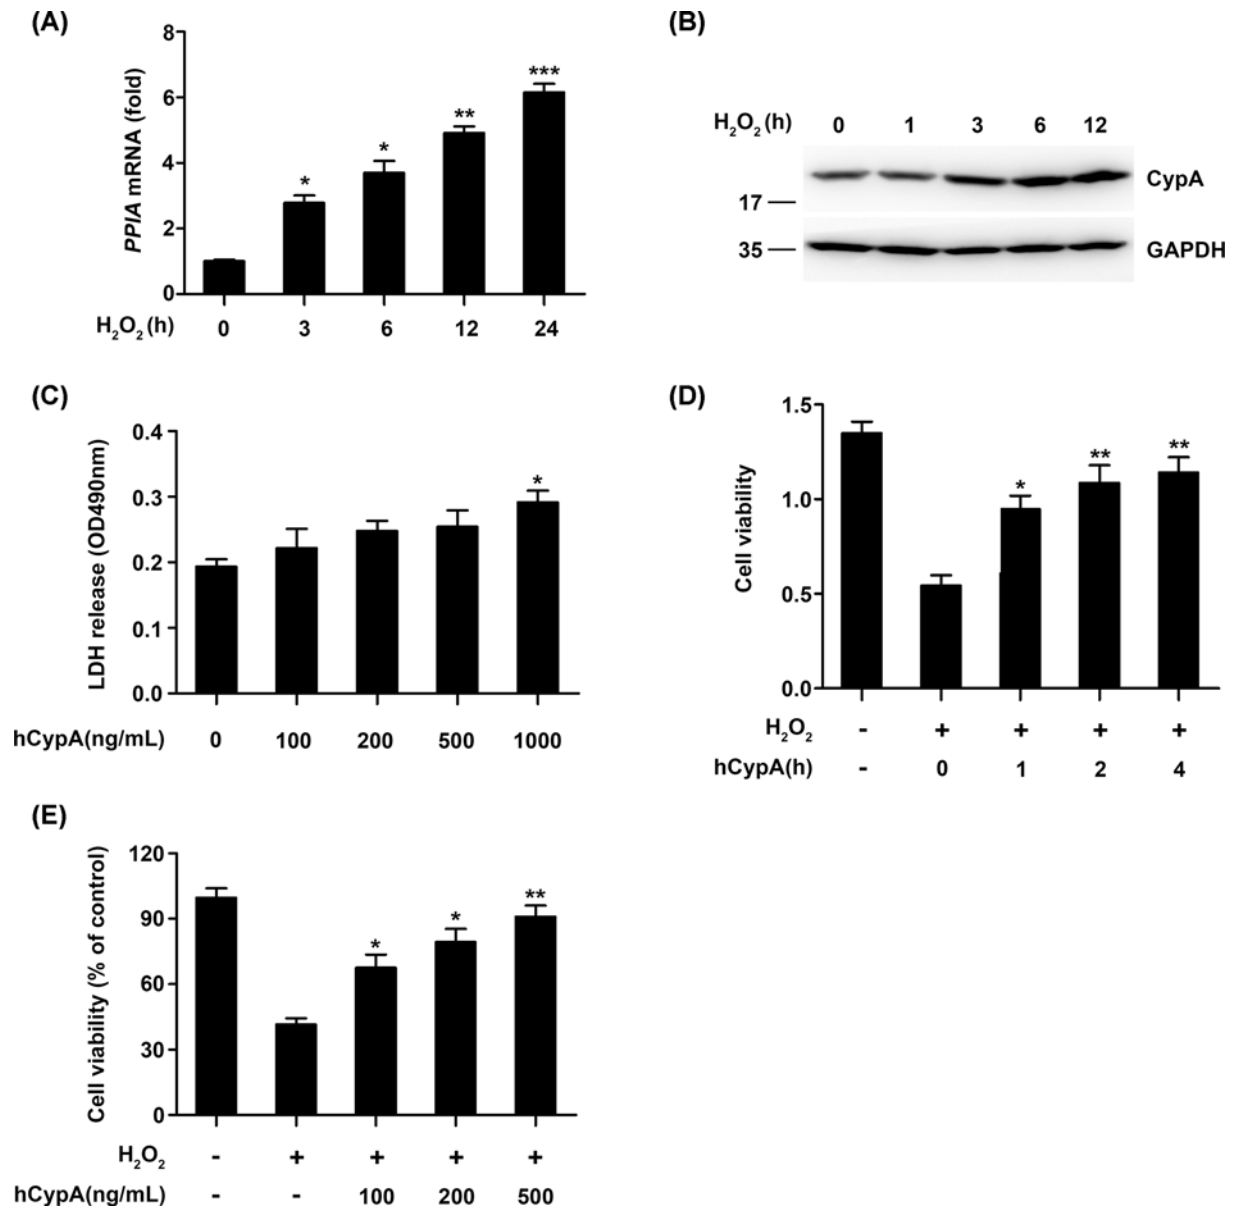 (A)
PPIA mRNA (fold)
8
6
4
2
0
* * ** ***
H₂O₂ (h) 0 3 6 12 24
(B)
H₂O₂ (h) 0 1 3 6 12
CypA
17
35
GAPDH
(C)
LDH release (OD490nm)
0.4
0.3
0.2
0.1
0.0
*
hCypA(ng/mL) 0 100 200 500 1000
(D)
Cell viability
1.5
1.0
0.5
0.0
* ** **
H₂O₂ - + + + +
hCypA(h) - 0 1 2 4
(E)
Cell viability (% of control)
120
90
60
30
0
* * **
H₂O₂ - + + + +
hCypA(ng/mL) - - 100 200 500